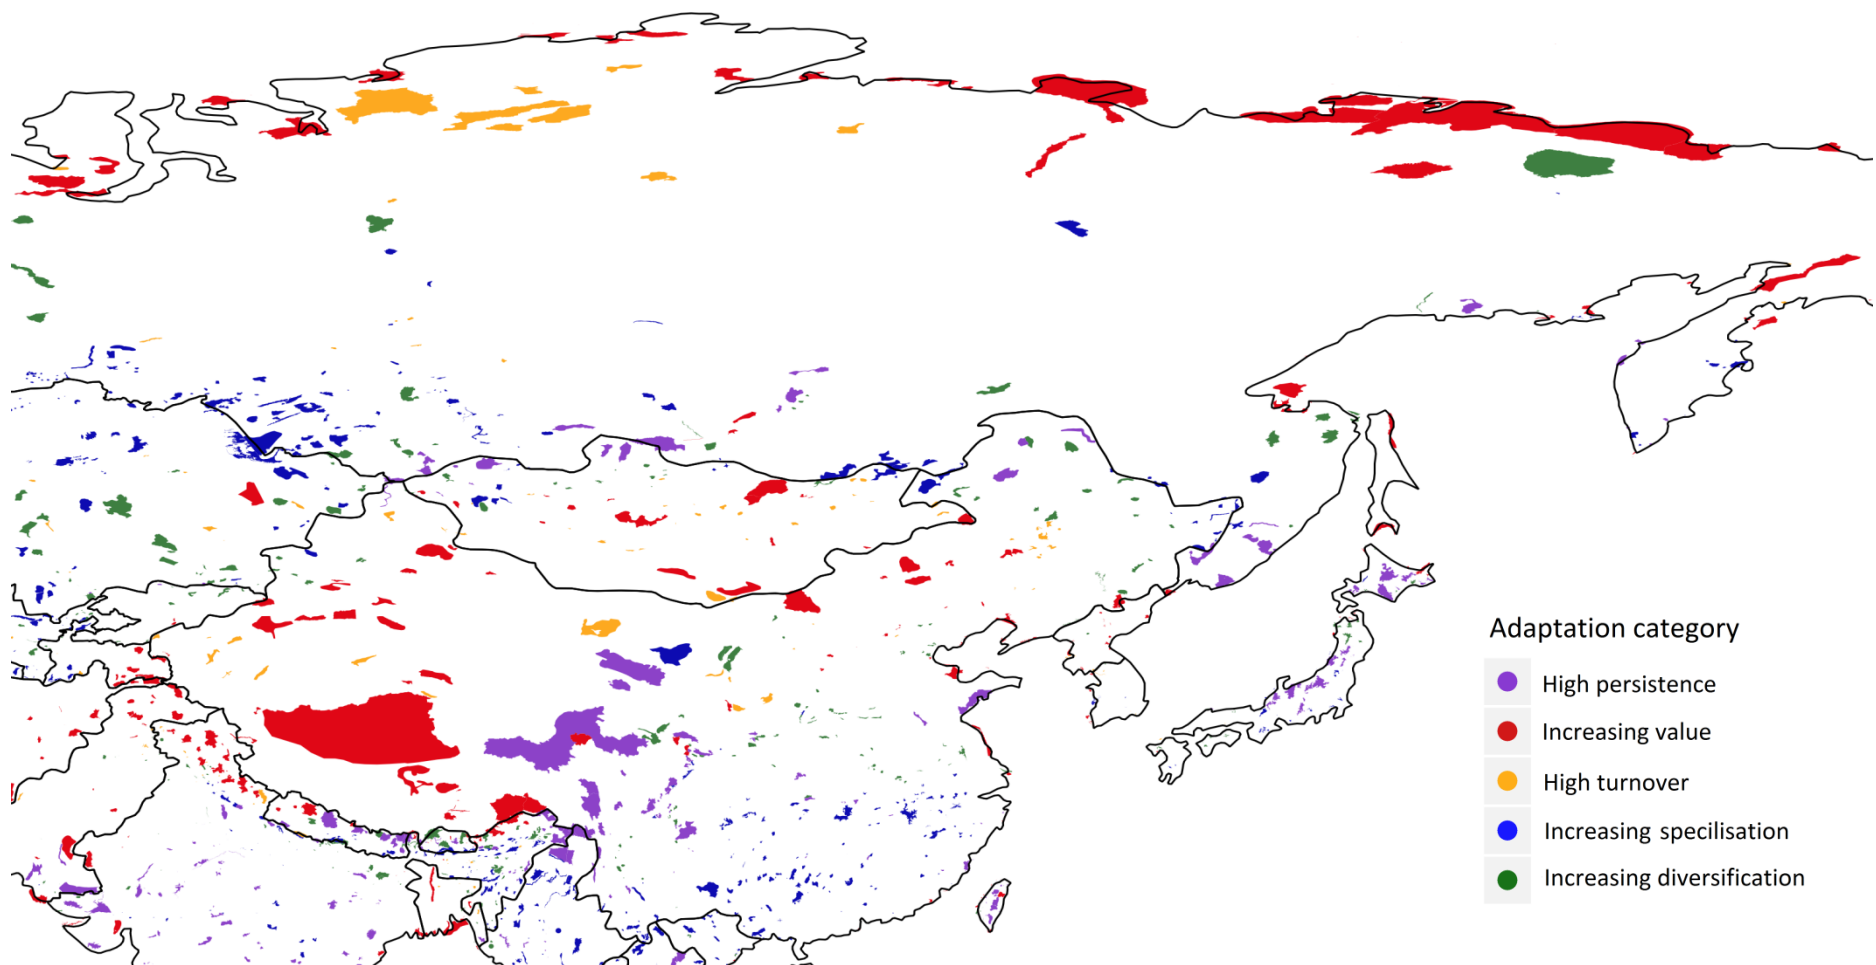 Adaptation category
High persistence
Increasing value
High turnover
Increasing specilisation
Increasing diversification